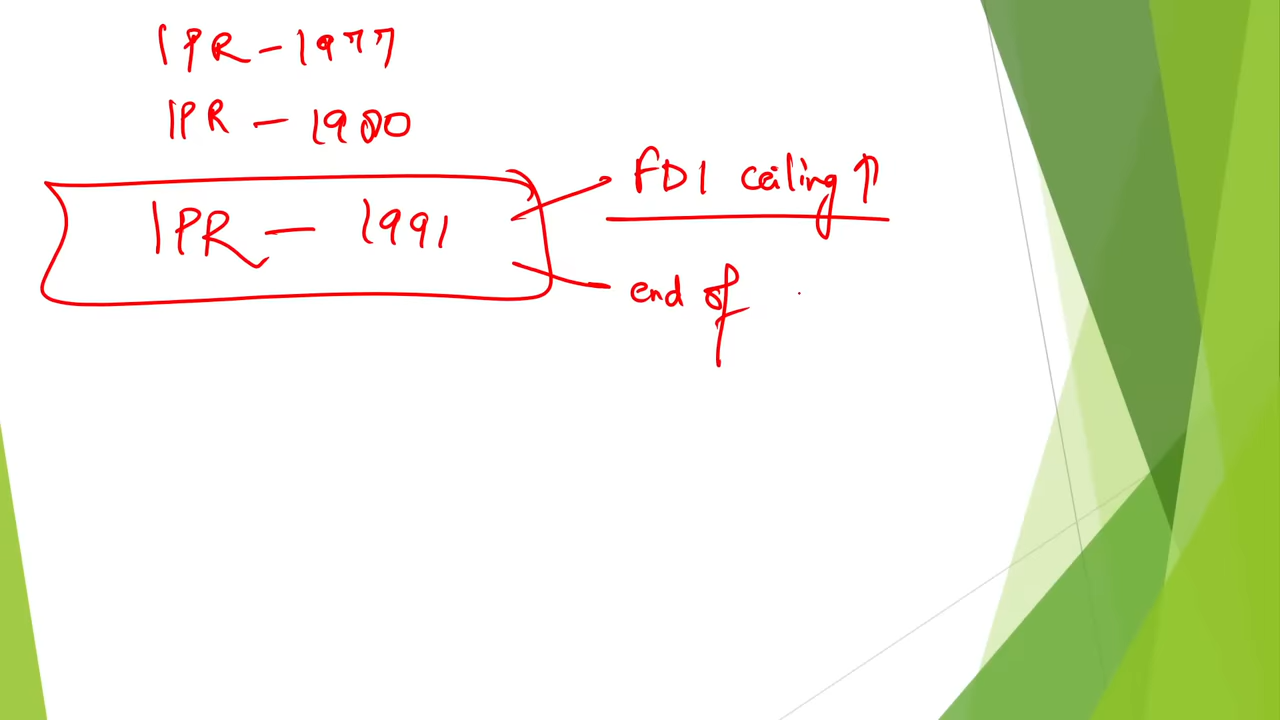 IPR - 1977
IPR - 1980
IPR - 1991
FDI ceiling ↑
end of